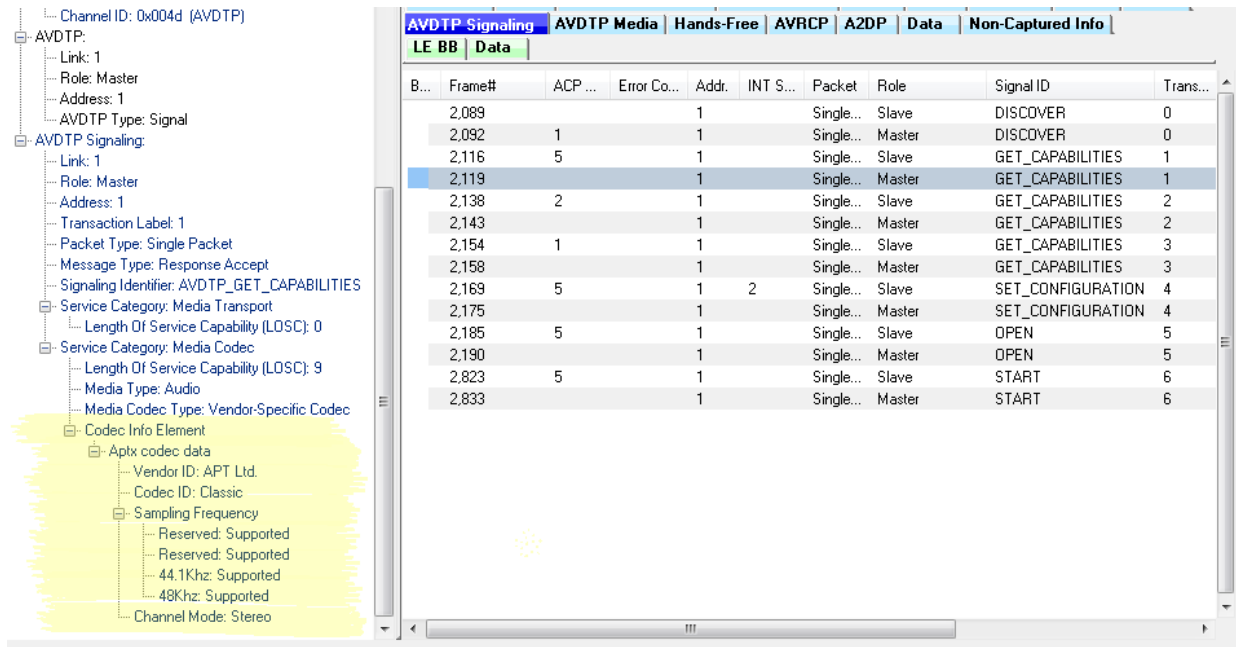 Channel ID: 0x004d (AVDTP)
AVDTP:
Link: 1
Role: Master
Address: 1
AVDTP Type: Signal
AVDTP Signaling:
Link: 1
Role: Master
Address: 1
Transaction Label: 1
Packet Type: Single Packet
Message Type: Response Accept
Signaling Identifier: AVDTP_GET_CAPABILITIES
Service Category: Media Transport
Length Of Service Capability (LOSC): 0
Service Category: Media Codec
Length Of Service Capability (LOSC): 9
Media Type: Audio
Media Codec Type: Vendor-Specific Codec
Codec Info Element
Aptx codec data
Vendor ID: APT Ltd.
Codec ID: Classic
Sampling Frequency
Reserved: Supported
Reserved: Supported
44.1Khz: Supported
48Khz: Supported
Channel Mode: Stereo
AVDTP Signaling AVDTP Media Hands-Free AVRCP A2DP Data Non-Captured Info
LE BB Data
B... Frame# ACP ... Error Co... Addr. INT S... Packet Role Signal ID Trans...
2,089 1 Single... Slave DISCOVER 0
2,092 1 1 Single... Master DISCOVER 0
2,116 5 1 Single... Slave GET_CAPABILITIES 1
2,119 1 Single... Master GET_CAPABILITIES 1
2,138 2 1 Single... Slave GET_CAPABILITIES 2
2,143 1 Single... Master GET_CAPABILITIES 2
2,154 1 1 Single... Slave GET_CAPABILITIES 3
2,158 1 Single... Master GET_CAPABILITIES 3
2,169 5 1 2 Single... Slave SET_CONFIGURATION 4
2,175 1 Single... Master SET_CONFIGURATION 4
2,185 5 1 Single... Slave OPEN 5
2,190 1 Single... Master OPEN 5
2,823 5 1 Single... Slave START 6
2,833 1 Single... Master START 6